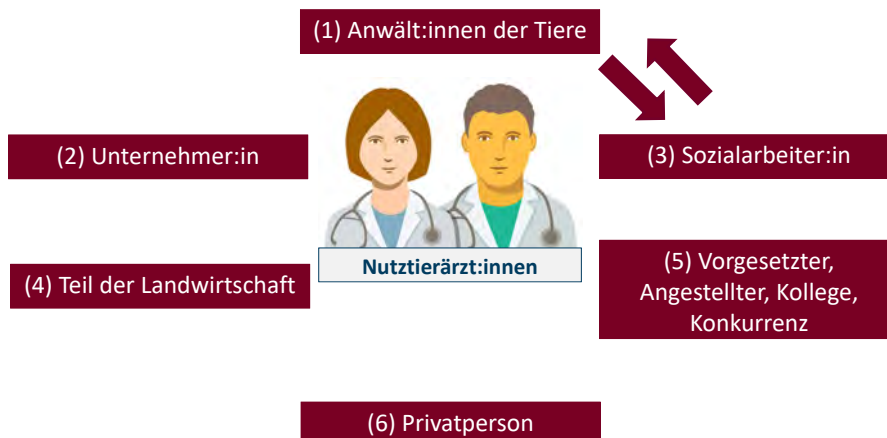 (1) Anwält:innen der Tiere
(2) Unternehmer:in
(3) Sozialarbeiter:in
Nutztierärzt:innen
(4) Teil der Landwirtschaft
(5) Vorgesetzter,
Angestellter, Kollege,
Konkurrenz
(6) Privatperson